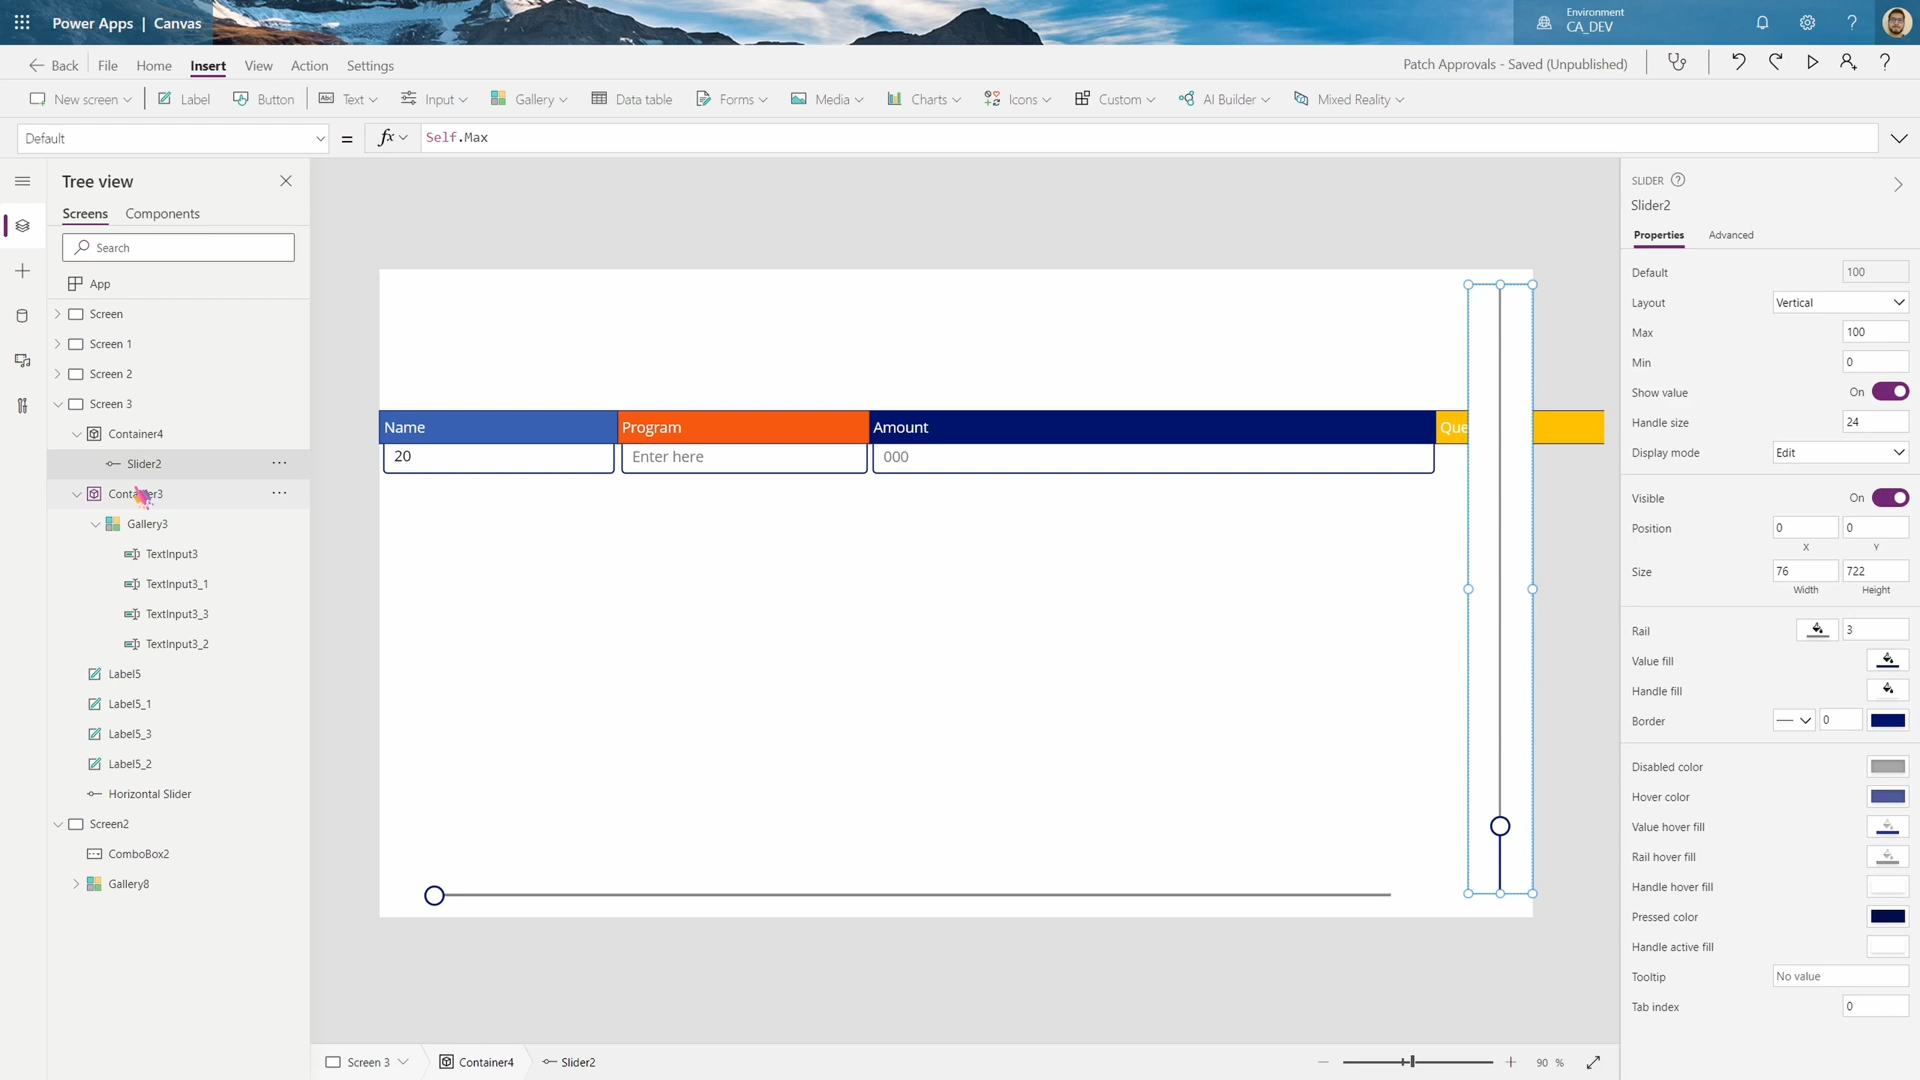 Power Apps | Canvas
Environment
CA_DEV
Back File Home Insert View Action Settings
Patch Approvals - Saved (Unpublished)
New screen Label Button Text Input Gallery Data table Forms Media Charts Icons Custom AI Builder Mixed Reality
Default = fx Self.Max
Tree view
Screens Components
Search
App
Screen
Screen 1
Screen 2
Screen 3
Container4
Slider2
Container3
Gallery3
TextInput3
TextInput3_1
TextInput3_3
TextInput3_2
Label5
Label5_1
Label5_3
Label5_2
Horizontal Slider
Screen2
ComboBox2
Gallery8
Name Program Amount Que
20 Enter here 000
SLIDER
Slider2
Properties Advanced
Default 100
Layout Vertical
Max 100
Min 0
Show value On
Handle size 24
Display mode Edit
Visible On
Position 0 0
X Y
Size 76 722
Width Height
Rail 3
Value fill
Handle fill
Border 0
Disabled color
Hover color
Value hover fill
Rail hover fill
Handle hover fill
Pressed color
Handle active fill
Tooltip No value
Tab index 0
Screen 3 Container4 Slider2
90 %